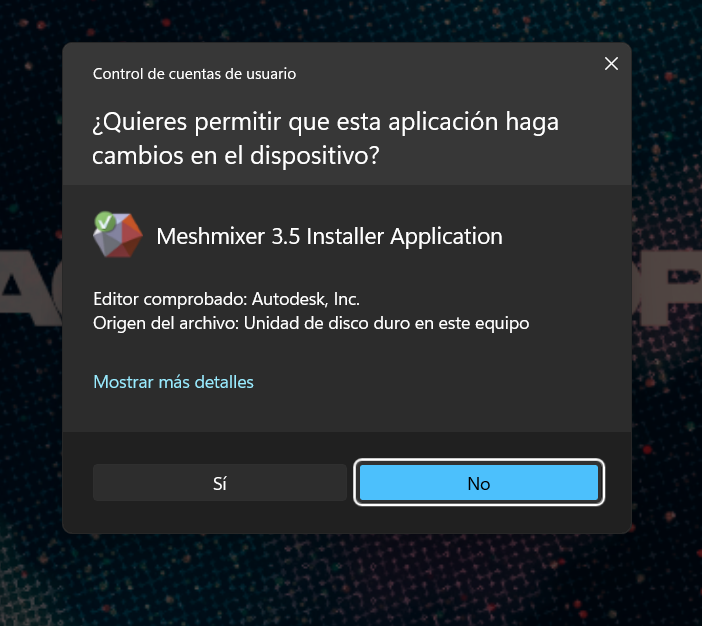 Control de cuentas de usuario
¿Quieres permitir que esta aplicación haga
cambios en el dispositivo?
Meshmixer 3.5 Installer Application
Editor comprobado: Autodesk, Inc.
Origen del archivo: Unidad de disco duro en este equipo
Mostrar más detalles
Sí
No